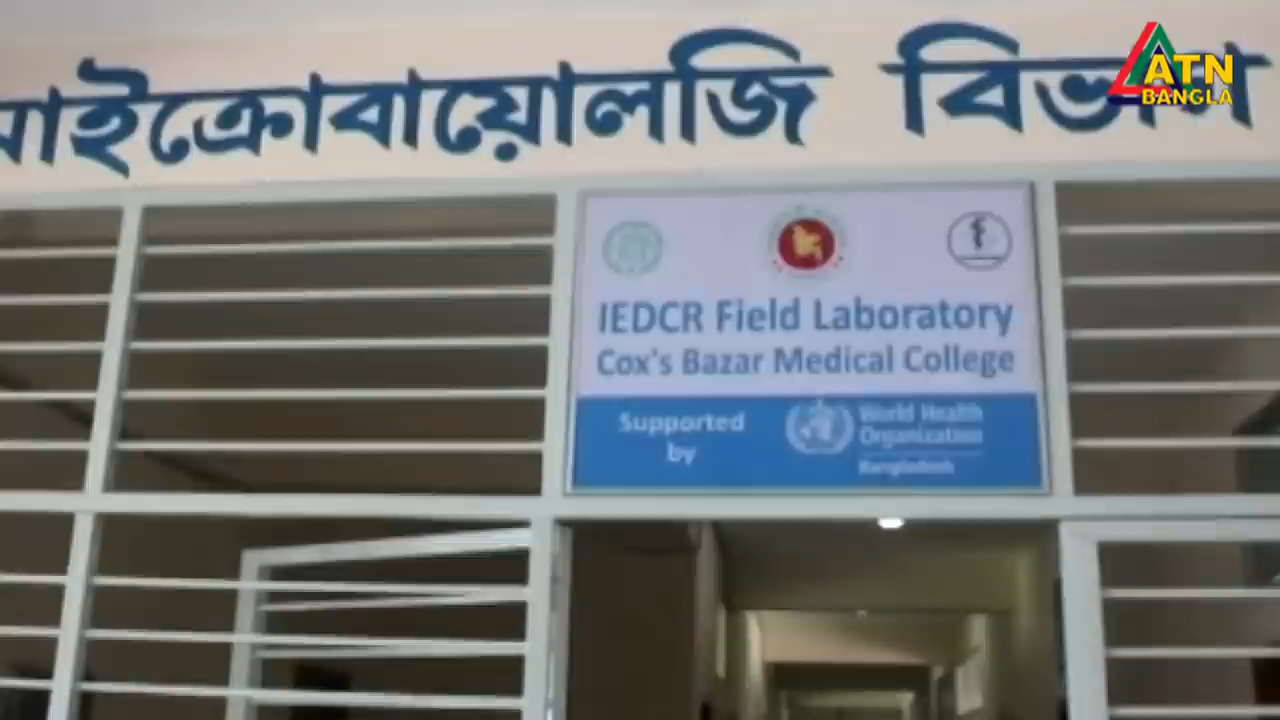 মাইক্রোবায়োলজি বিভাগ
ATN
BANGLA
IEDCR Field Laboratory
Cox's Bazar Medical College
Supported
by
World Health
Organization
Bangladesh